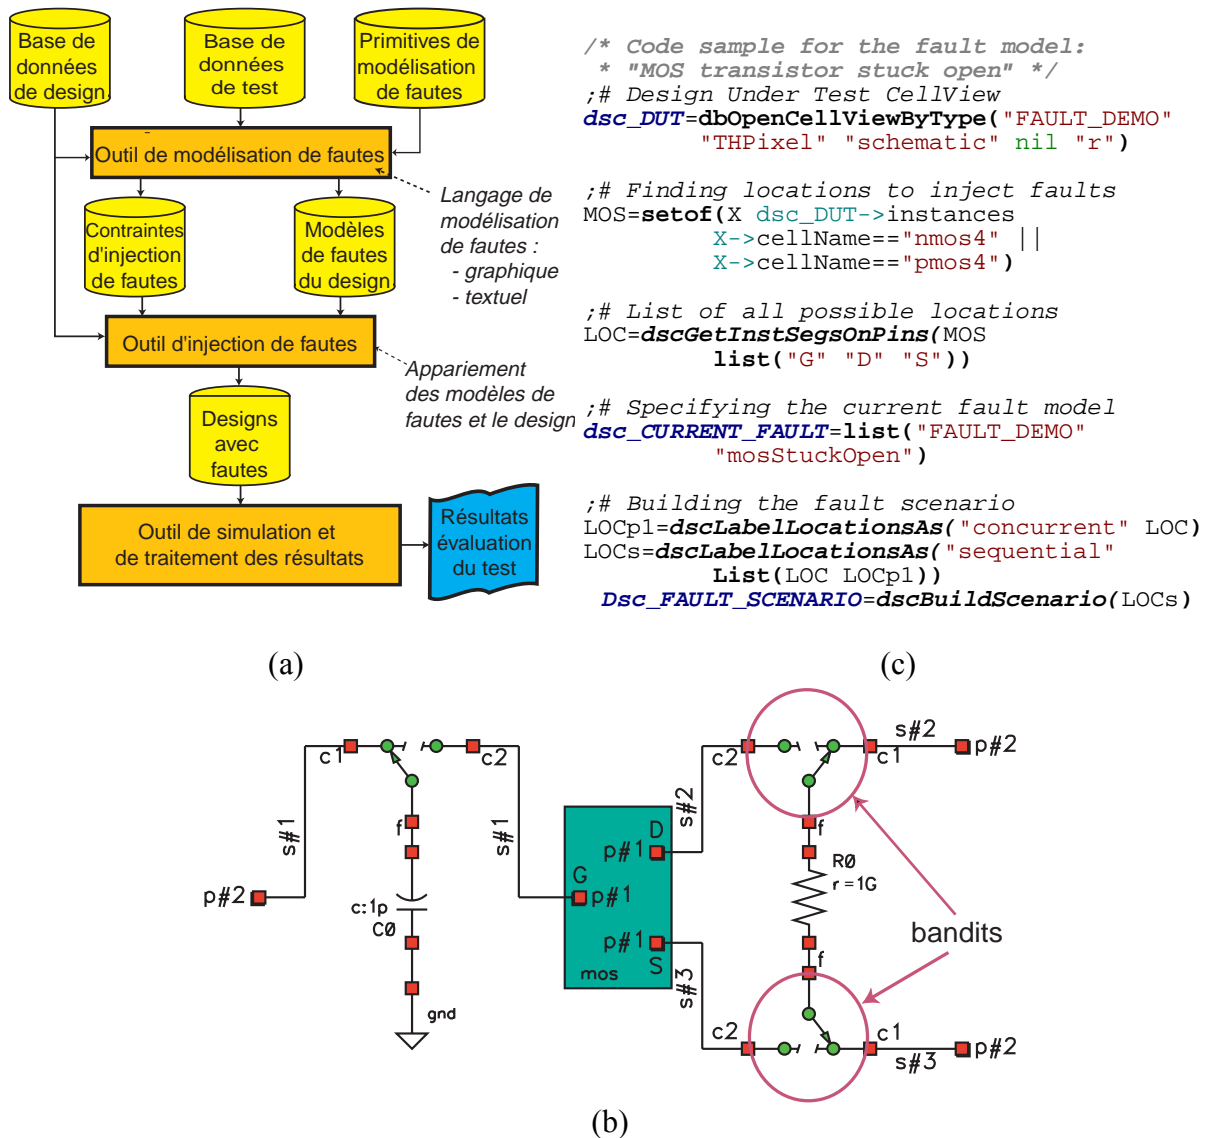 Base de
données
de design
Base de
données
de test
Primitives de
modélisation
de fautes
Outil de modélisation de fautes
Langage de
modélisation
de fautes :
- graphique
- textuel
Contraintes
d'injection
de fautes
Modèles
de fautes
du design
Outil d'injection de fautes
Appariement
des modèles de
fautes et le design
Designs
avec
fautes
Outil de simulation et
de traitement des résultats
Résultats
évaluation
du test
(a)
/* Code sample for the fault model:
* "MOS transistor stuck open" */
;# Design Under Test CellView
dsc_DUT=dbOpenCellViewByType("FAULT_DEMO"
"THPixel" "schematic" nil "r")
;# Finding locations to inject faults
MOS=setof(X dsc_DUT->instances
X->cellName=="nmos4" ||
X->cellName=="pmos4")
;# List of all possible locations
LOC=dscGetInstSegsOnPins(MOS
list("G" "D" "S"))
;# Specifying the current fault model
dsc_CURRENT_FAULT=list("FAULT_DEMO"
"mosStuckOpen")
;# Building the fault scenario
LOCp1=dscLabelLocationsAs("concurrent" LOC)
LOCs=dscLabelLocationsAs("sequential"
List(LOC LOCp1))
Dsc_FAULT_SCENARIO=dscBuildScenario(LOCs)
(c)
p#2
s#1
c1
c2
f
c:1p
C0
gnd
s#1
G
p#1
D
p#1
p#1
S
mos
s#2
c2
c1
s#2
p#2
f
R0
r=1G
f
s#3
c2
c1
s#3
p#2
bandits
(b)